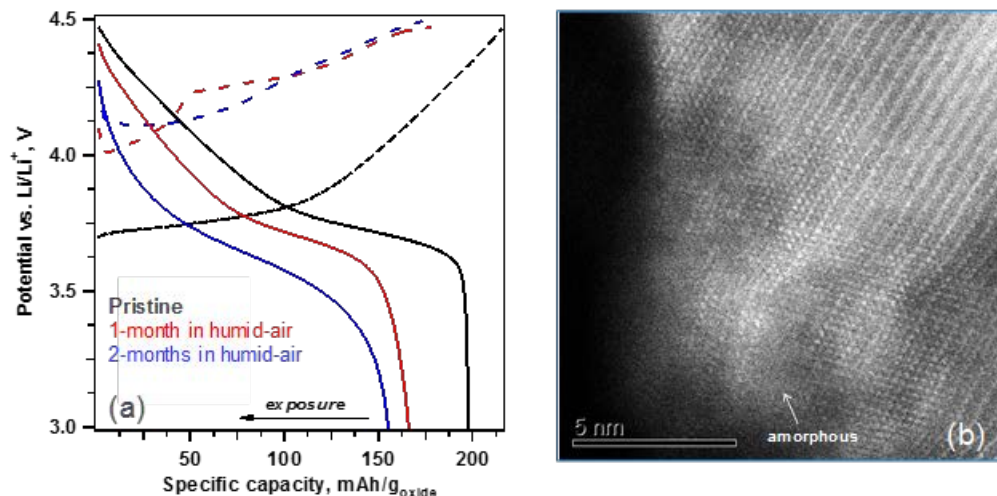 4.5
4.0
3.5
3.0
Potential vs. Li/Li⁺, V
Pristine
1-month in humid-air
2-months in humid-air
(a)
exposure
50
100
150
200
Specific capacity, mAh/g_oxide
5 nm
amorphous
(b)